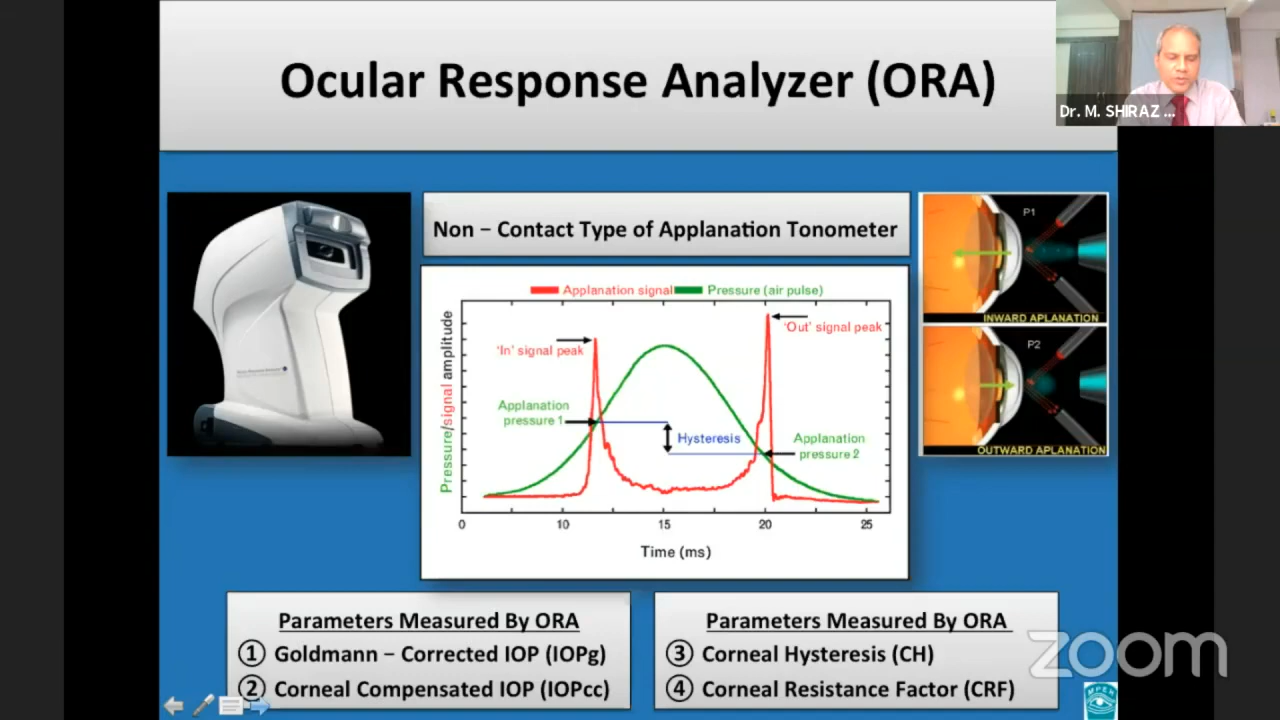 Ocular Response Analyzer (ORA)
Dr. M. SHIRAZ ...
Non – Contact Type of Applanation Tonometer
Applanation signal
Pressure (air pulse)
Pressure/signal amplitude
'In' signal peak
'Out' signal peak
Applanation
pressure 1
Hysteresis
Applanation
pressure 2
0 10 15 20 25
Time (ms)
P1
INWARD APLANATION
P2
OUTWARD APLANATION
Parameters Measured By ORA
① Goldmann – Corrected IOP (IOPg)
② Corneal Compensated IOP (IOPcc)
Parameters Measured By ORA
③ Corneal Hysteresis (CH)
④ Corneal Resistance Factor (CRF)
zoom